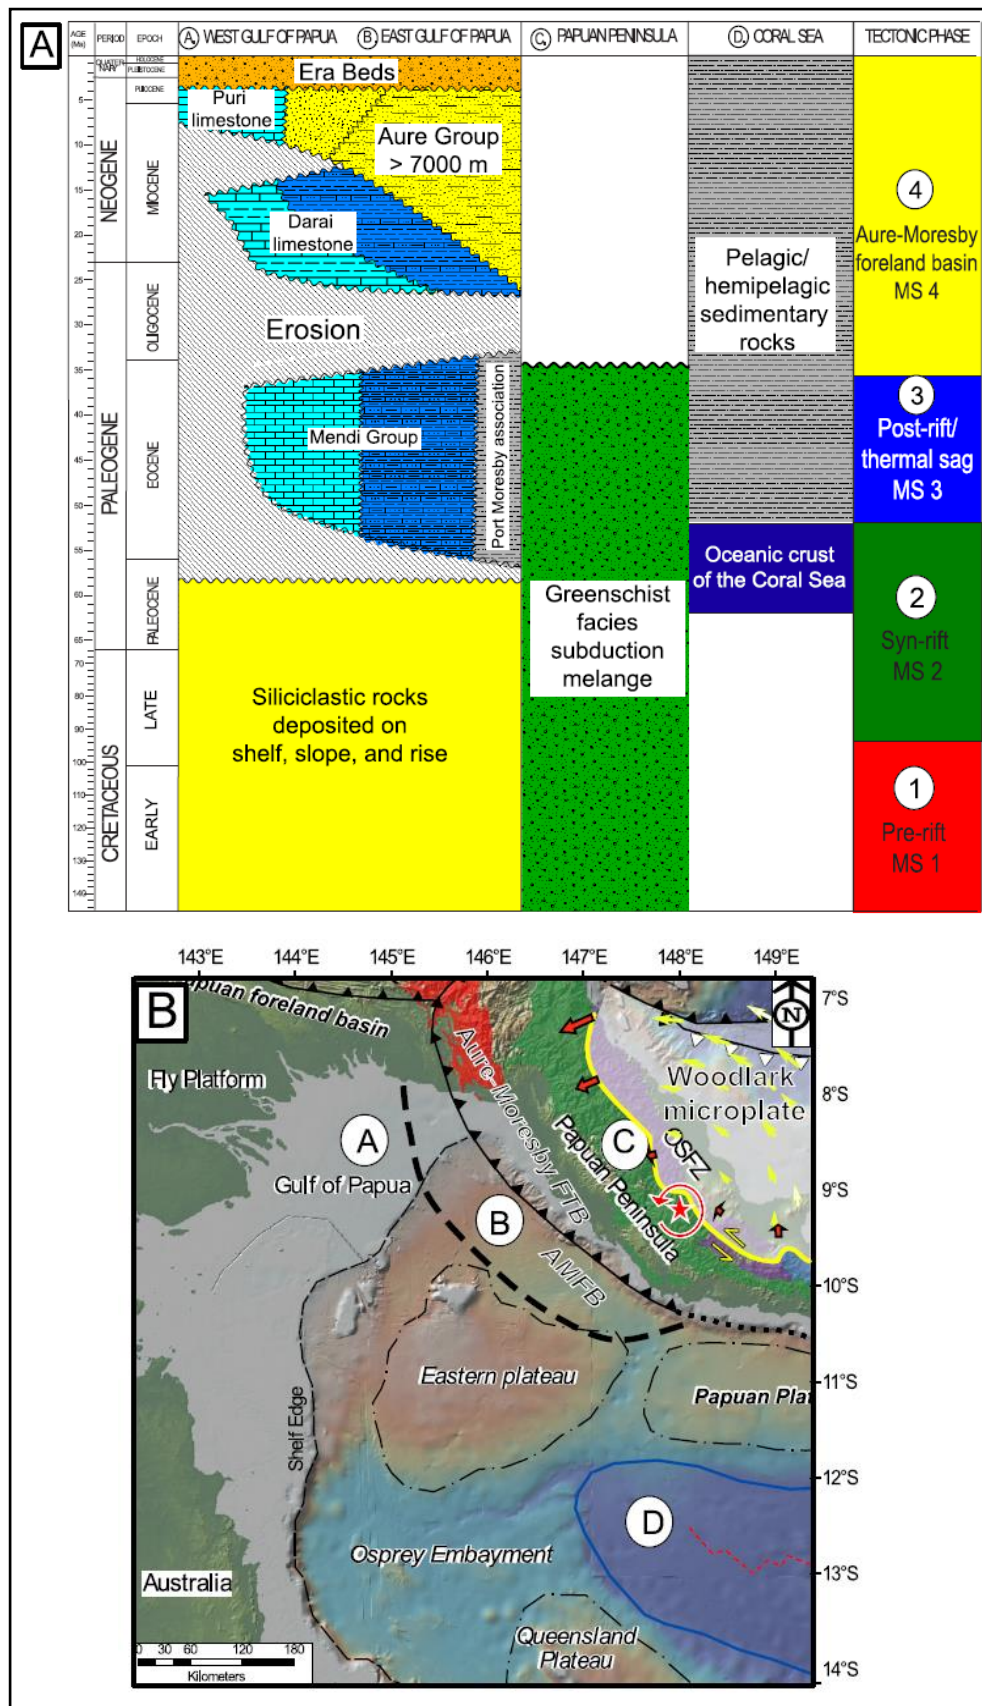 A
AGE (Ma)
PERIOD
EPOCH
A. WEST GULF OF PAPUA
B. EAST GULF OF PAPUA
C. PAPUAN PENINSULA
D. CORAL SEA
TECTONIC PHASE
QUATER NARY
HOLOCENE
PLEISTOCENE
PLIOCENE
Era Beds
Puri
limestone
Aure Group
> 7000 m
5
10
15
20
25
30
35
40
45
50
55
60
65
70
80
90
100
110
120
130
140
NEOGENE
MIOCENE
Darai
limestone
4
Aure-Moresby
foreland basin
MS 4
Pelagic/
hemipelagic
sedimentary
rocks
OLIGOCENE
Erosion
PALEOGENE
EOCENE
Mendi Group
Port Moresby association
3
Post-rift/
thermal sag
MS 3
Oceanic crust
of the Coral Sea
PALEOCENE
Greenschist
facies
subduction
melange
2
Syn-rift
MS 2
CRETACEOUS
LATE
Siliciclastic rocks
deposited on
shelf, slope, and rise
EARLY
1
Pre-rift
MS 1
143°E 144°E 145°E 146°E 147°E 148°E 149°E
B
Papuan foreland basin
N
7°S
Fly Platform
Aure-Moresby FTB
Woodlark
microplate
8°S
A
Gulf of Papua
C
OSFZ
Papuan Peninsula
9°S
B
AMFB
10°S
Eastern plateau
Papuan Plat
11°S
Shelf Edge
12°S
D
Osprey Embayment
13°S
Australia
Queensland
Plateau
14°S
0 30 60 120 180
Kilometers